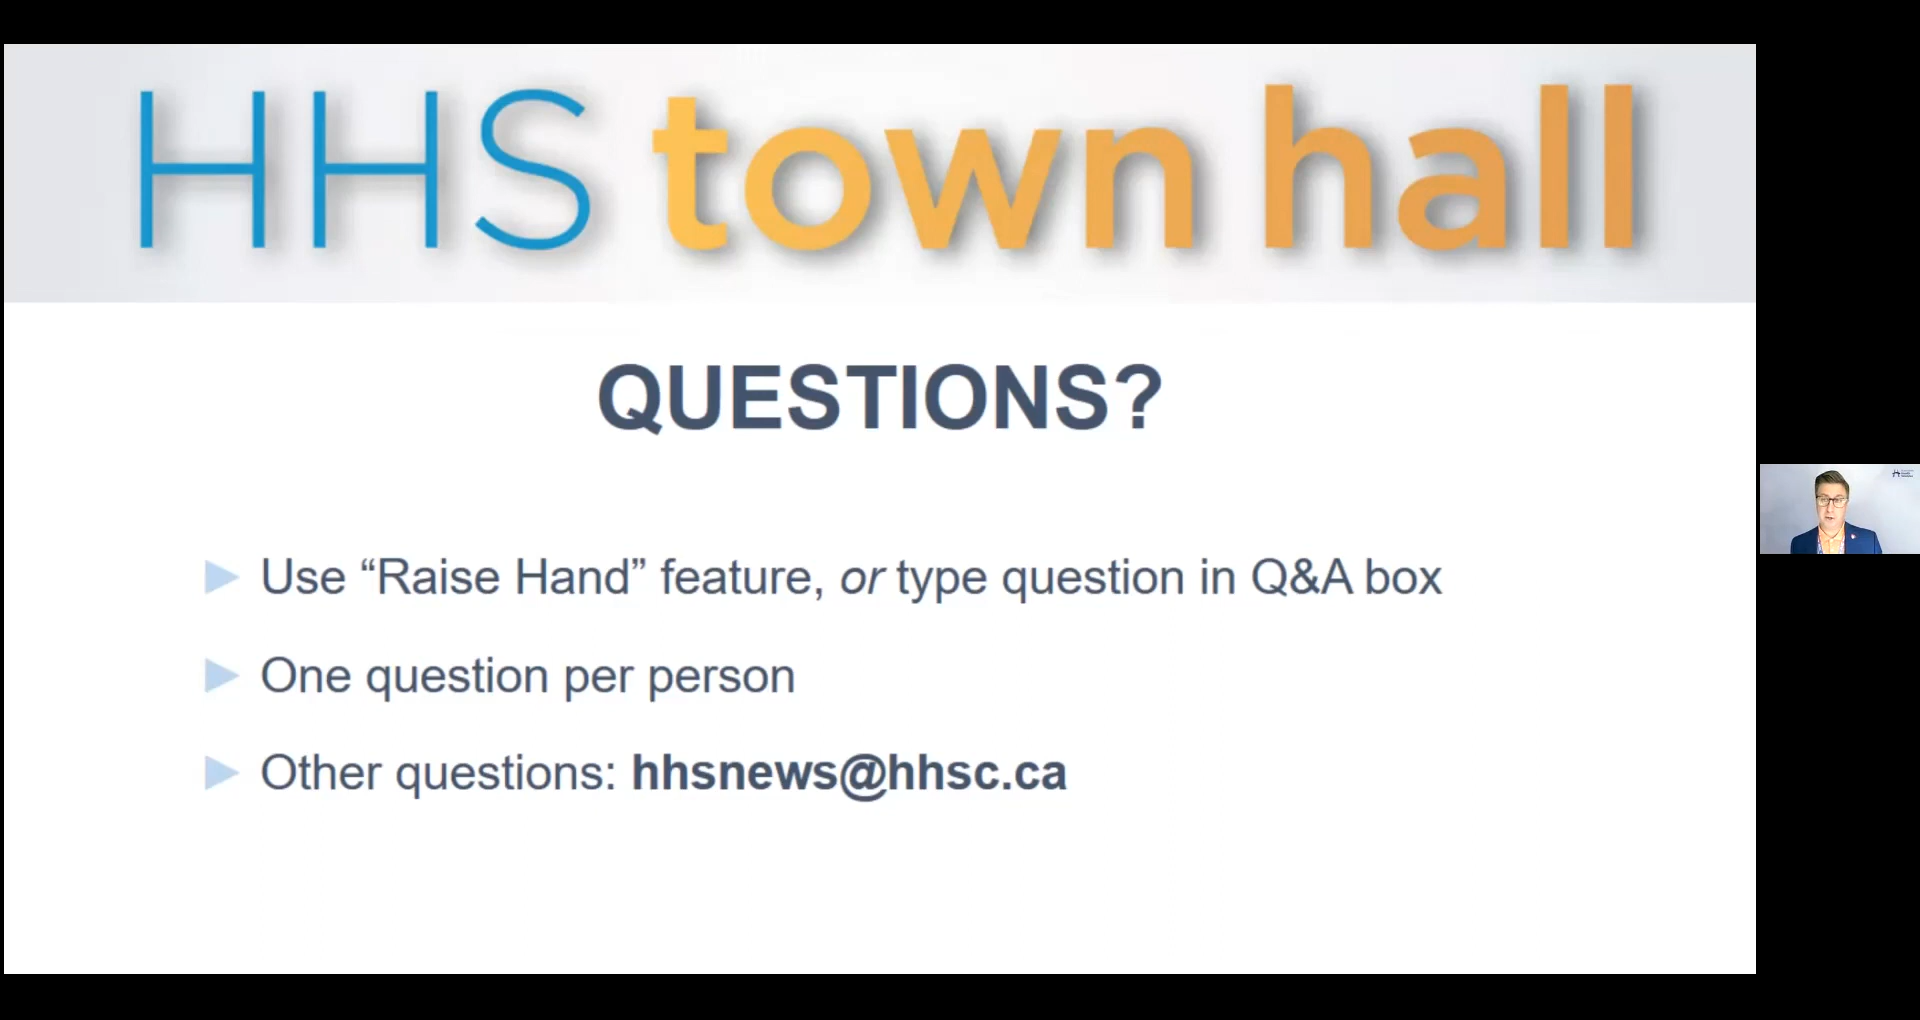 HHS town hall
QUESTIONS?
Use “Raise Hand” feature, or type question in Q&A box
One question per person
Other questions: hhsnews@hhsc.ca